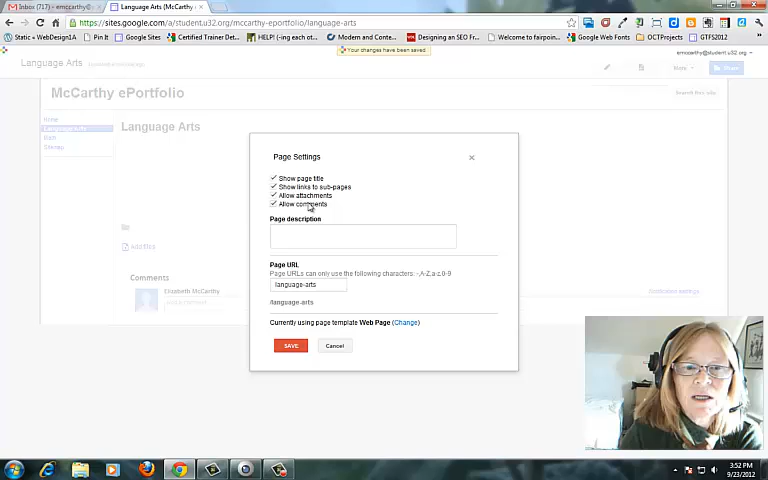 Inbox (717) - emccarthy@
Language Arts (McCarthy e
https://sites.google.com/a/student.u32.org/mccarthy-eportfolio/language-arts
Static « WebDesign1A
Pin It
Google Sites
Certified Trainer Det...
HELP! (-ing each ot...
Modern and Conte...
Designing an SEO Fr...
Welcome to fairpoin...
Google Web Fonts
OCTProjects
GTFS2012
Your changes have been saved.
emccarthy@student.u32.org
Language Arts
More
Share
McCarthy ePortfolio
Search this site
Home
Language Arts
Math
Sitemap
Language Arts
Page Settings
Show page title
Show links to sub-pages
Allow attachments
Allow comments
Page description
Page URL
Page URLs can only use the following characters: -,A-Z,a-z,0-9
language-arts
/language-arts
Currently using page template Web Page (Change)
SAVE
Cancel
Add files
Comments
Elizabeth McCarthy
3:52 PM
9/23/2012